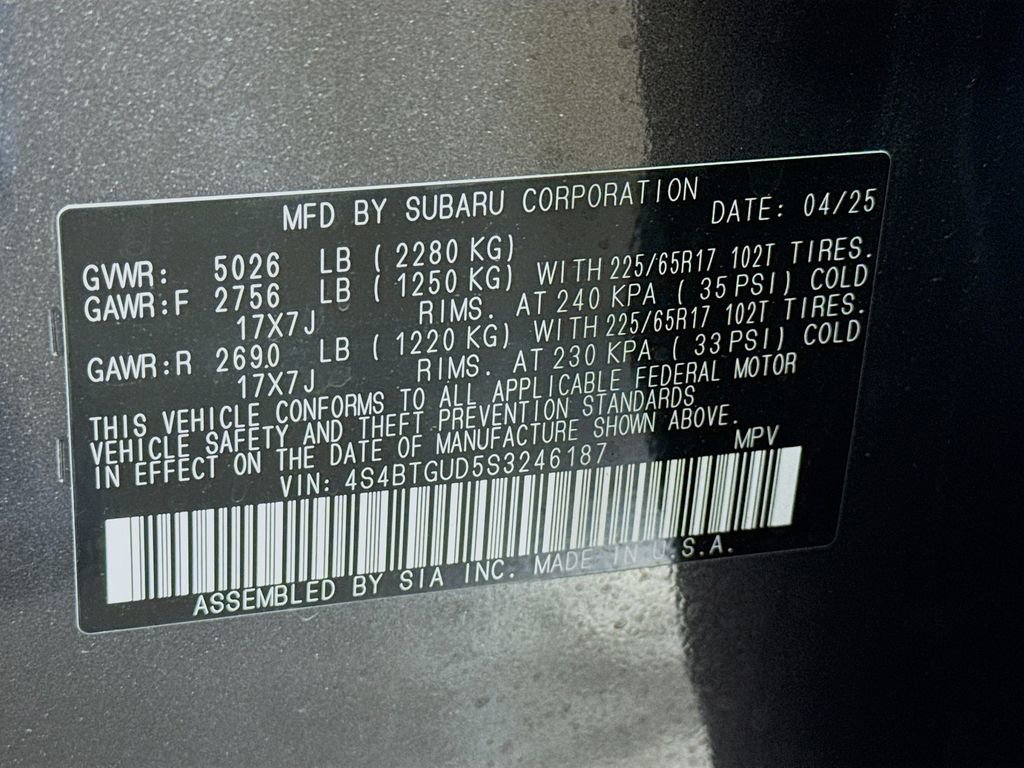 MFD BY SUBARU CORPORATION DATE: 04/25
GVWR: 5026 LB ( 2280 KG)
GAWR:F 2756 LB ( 1250 KG) WITH 225/65R17 102T TIRES.
17X7J RIMS. AT 240 KPA ( 35 PSI) COLD
GAWR:R 2690 LB ( 1220 KG) WITH 225/65R17 102T TIRES.
17X7J RIMS. AT 230 KPA ( 33 PSI) COLD
THIS VEHICLE CONFORMS TO ALL APPLICABLE FEDERAL MOTOR
VEHICLE SAFETY AND THEFT PREVENTION STANDARDS
IN EFFECT ON THE DATE OF MANUFACTURE SHOWN ABOVE.
VIN: 4S4BTGUD5S3246187 MPV
ASSEMBLED BY SIA INC. MADE IN U.S.A.